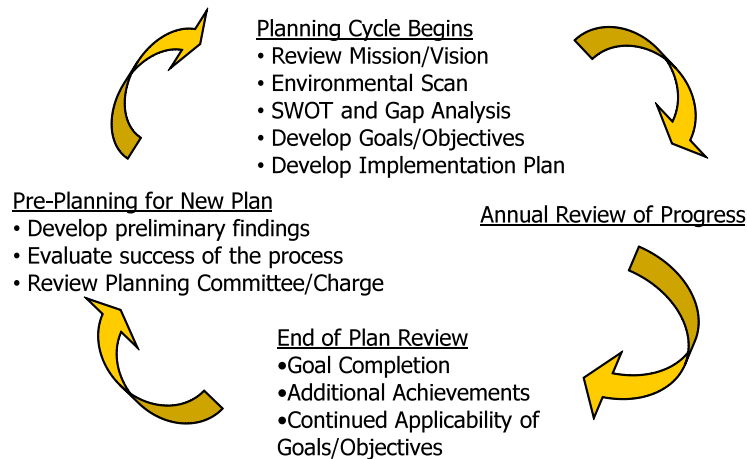 Planning Cycle Begins
• Review Mission/Vision
• Environmental Scan
• SWOT and Gap Analysis
• Develop Goals/Objectives
• Develop Implementation Plan
Annual Review of Progress
End of Plan Review
•Goal Completion
•Additional Achievements
•Continued Applicability of
Goals/Objectives
Pre-Planning for New Plan
• Develop preliminary findings
• Evaluate success of the process
• Review Planning Committee/Charge